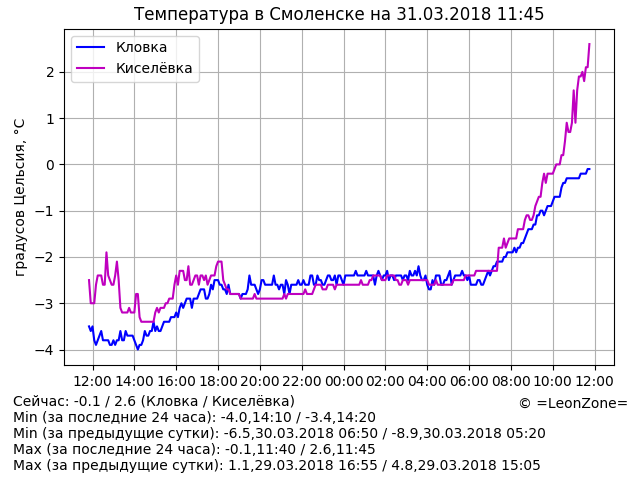 Температура в Смоленске на 31.03.2018 11:45
Кловка
Киселёвка
градусов Цельсия, °C
2
1
0
−1
−2
−3
−4
12:00 14:00 16:00 18:00 20:00 22:00 00:00 02:00 04:00 06:00 08:00 10:00 12:00
Сейчас: -0.1 / 2.6 (Кловка / Киселёвка)
© =LeonZone=
Min (за последние 24 часа): -4.0,14:10 / -3.4,14:20
Min (за предыдущие сутки): -6.5,30.03.2018 06:50 / -8.9,30.03.2018 05:20
Max (за последние 24 часа): -0.1,11:40 / 2.6,11:45
Max (за предыдущие сутки): 1.1,29.03.2018 16:55 / 4.8,29.03.2018 15:05